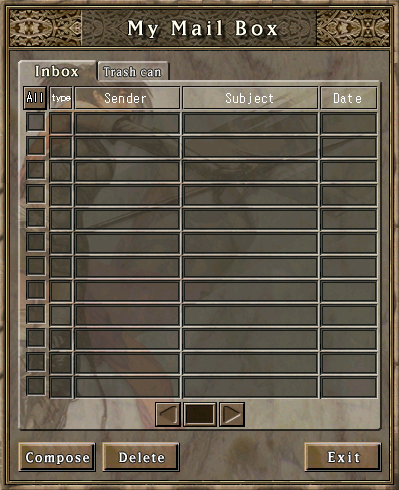 My Mail Box
Inbox Trash can
All type Sender Subject Date
Compose Delete Exit